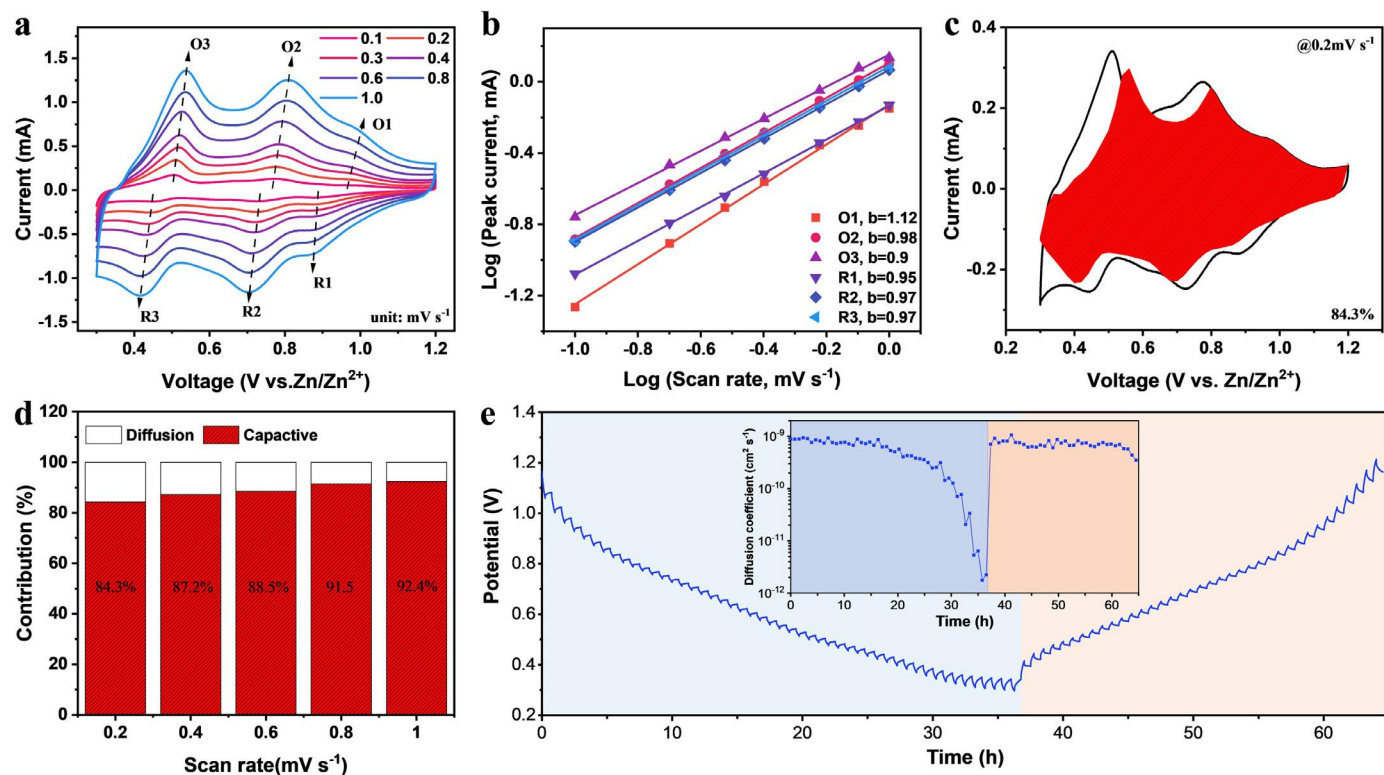 a
O3
O2
O1
R3
R2
R1
0.1 0.2
0.3 0.4
0.6 0.8
1.0
unit: mV s⁻¹
1.5
1.0
0.5
0.0
-0.5
-1.0
-1.5
Current (mA)
0.4 0.6 0.8 1.0 1.2
Voltage (V vs.Zn/Zn²⁺)
b
0.0
-0.4
-0.8
-1.2
Log (Peak current, mA)
O1, b=1.12
O2, b=0.98
O3, b=0.9
R1, b=0.95
R2, b=0.97
R3, b=0.97
-1.0 -0.8 -0.6 -0.4 -0.2 0.0
Log (Scan rate, mV s⁻¹)
c
@0.2mV s⁻¹
0.4
0.2
0.0
-0.2
Current (mA)
84.3%
0.2 0.4 0.6 0.8 1.0 1.2
Voltage (V vs. Zn/Zn²⁺)
d
Diffusion Capactive
120
100
80
60
40
20
0
Contribution (%)
84.3% 87.2% 88.5% 91.5 92.4%
0.2 0.4 0.6 0.8 1
Scan rate(mV s⁻¹)
e
1.4
1.2
1.0
0.8
0.6
0.4
0.2
Potential (V)
10⁻⁹
10⁻¹⁰
10⁻¹¹
10⁻¹²
Diffusion coefficient (cm² s⁻¹)
0 10 20 30 40 50 60
Time (h)
0 10 20 30 40 50 60
Time (h)